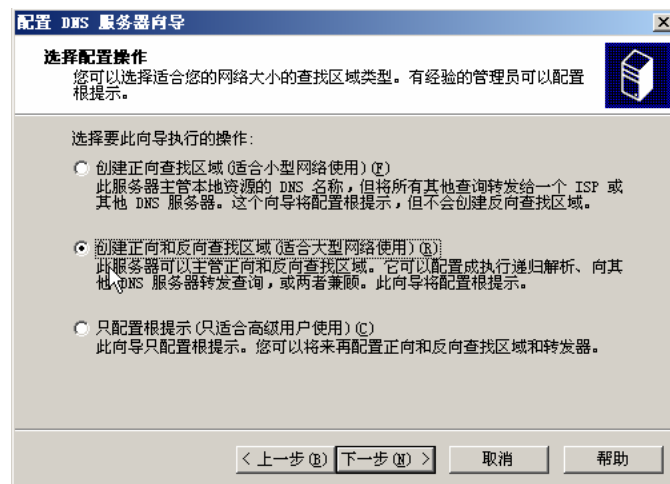 配置 DNS 服务器向导
选择配置操作
您可以选择适合您的网络大小的查找区域类型。有经验的管理员可以配置
根提示。
选择要此向导执行的操作:
创建正向查找区域(适合小型网络使用)(F)
此服务器主管本地资源的 DNS 名称,但将所有其他查询转发给一个 ISP 或
其他 DNS 服务器。这个向导将配置根提示,但不会创建反向查找区域。
创建正向和反向查找区域(适合大型网络使用)(R)
此服务器可以主管正向和反向查找区域。它可以配置成执行递归解析、向其
他 DNS 服务器转发查询,或两者兼顾。此向导将配置根提示。
只配置根提示(只适合高级用户使用)(C)
此向导只配置根提示。您可以将来再配置正向和反向查找区域和转发器。
< 上一步(B) 下一步(N) > 取消 帮助